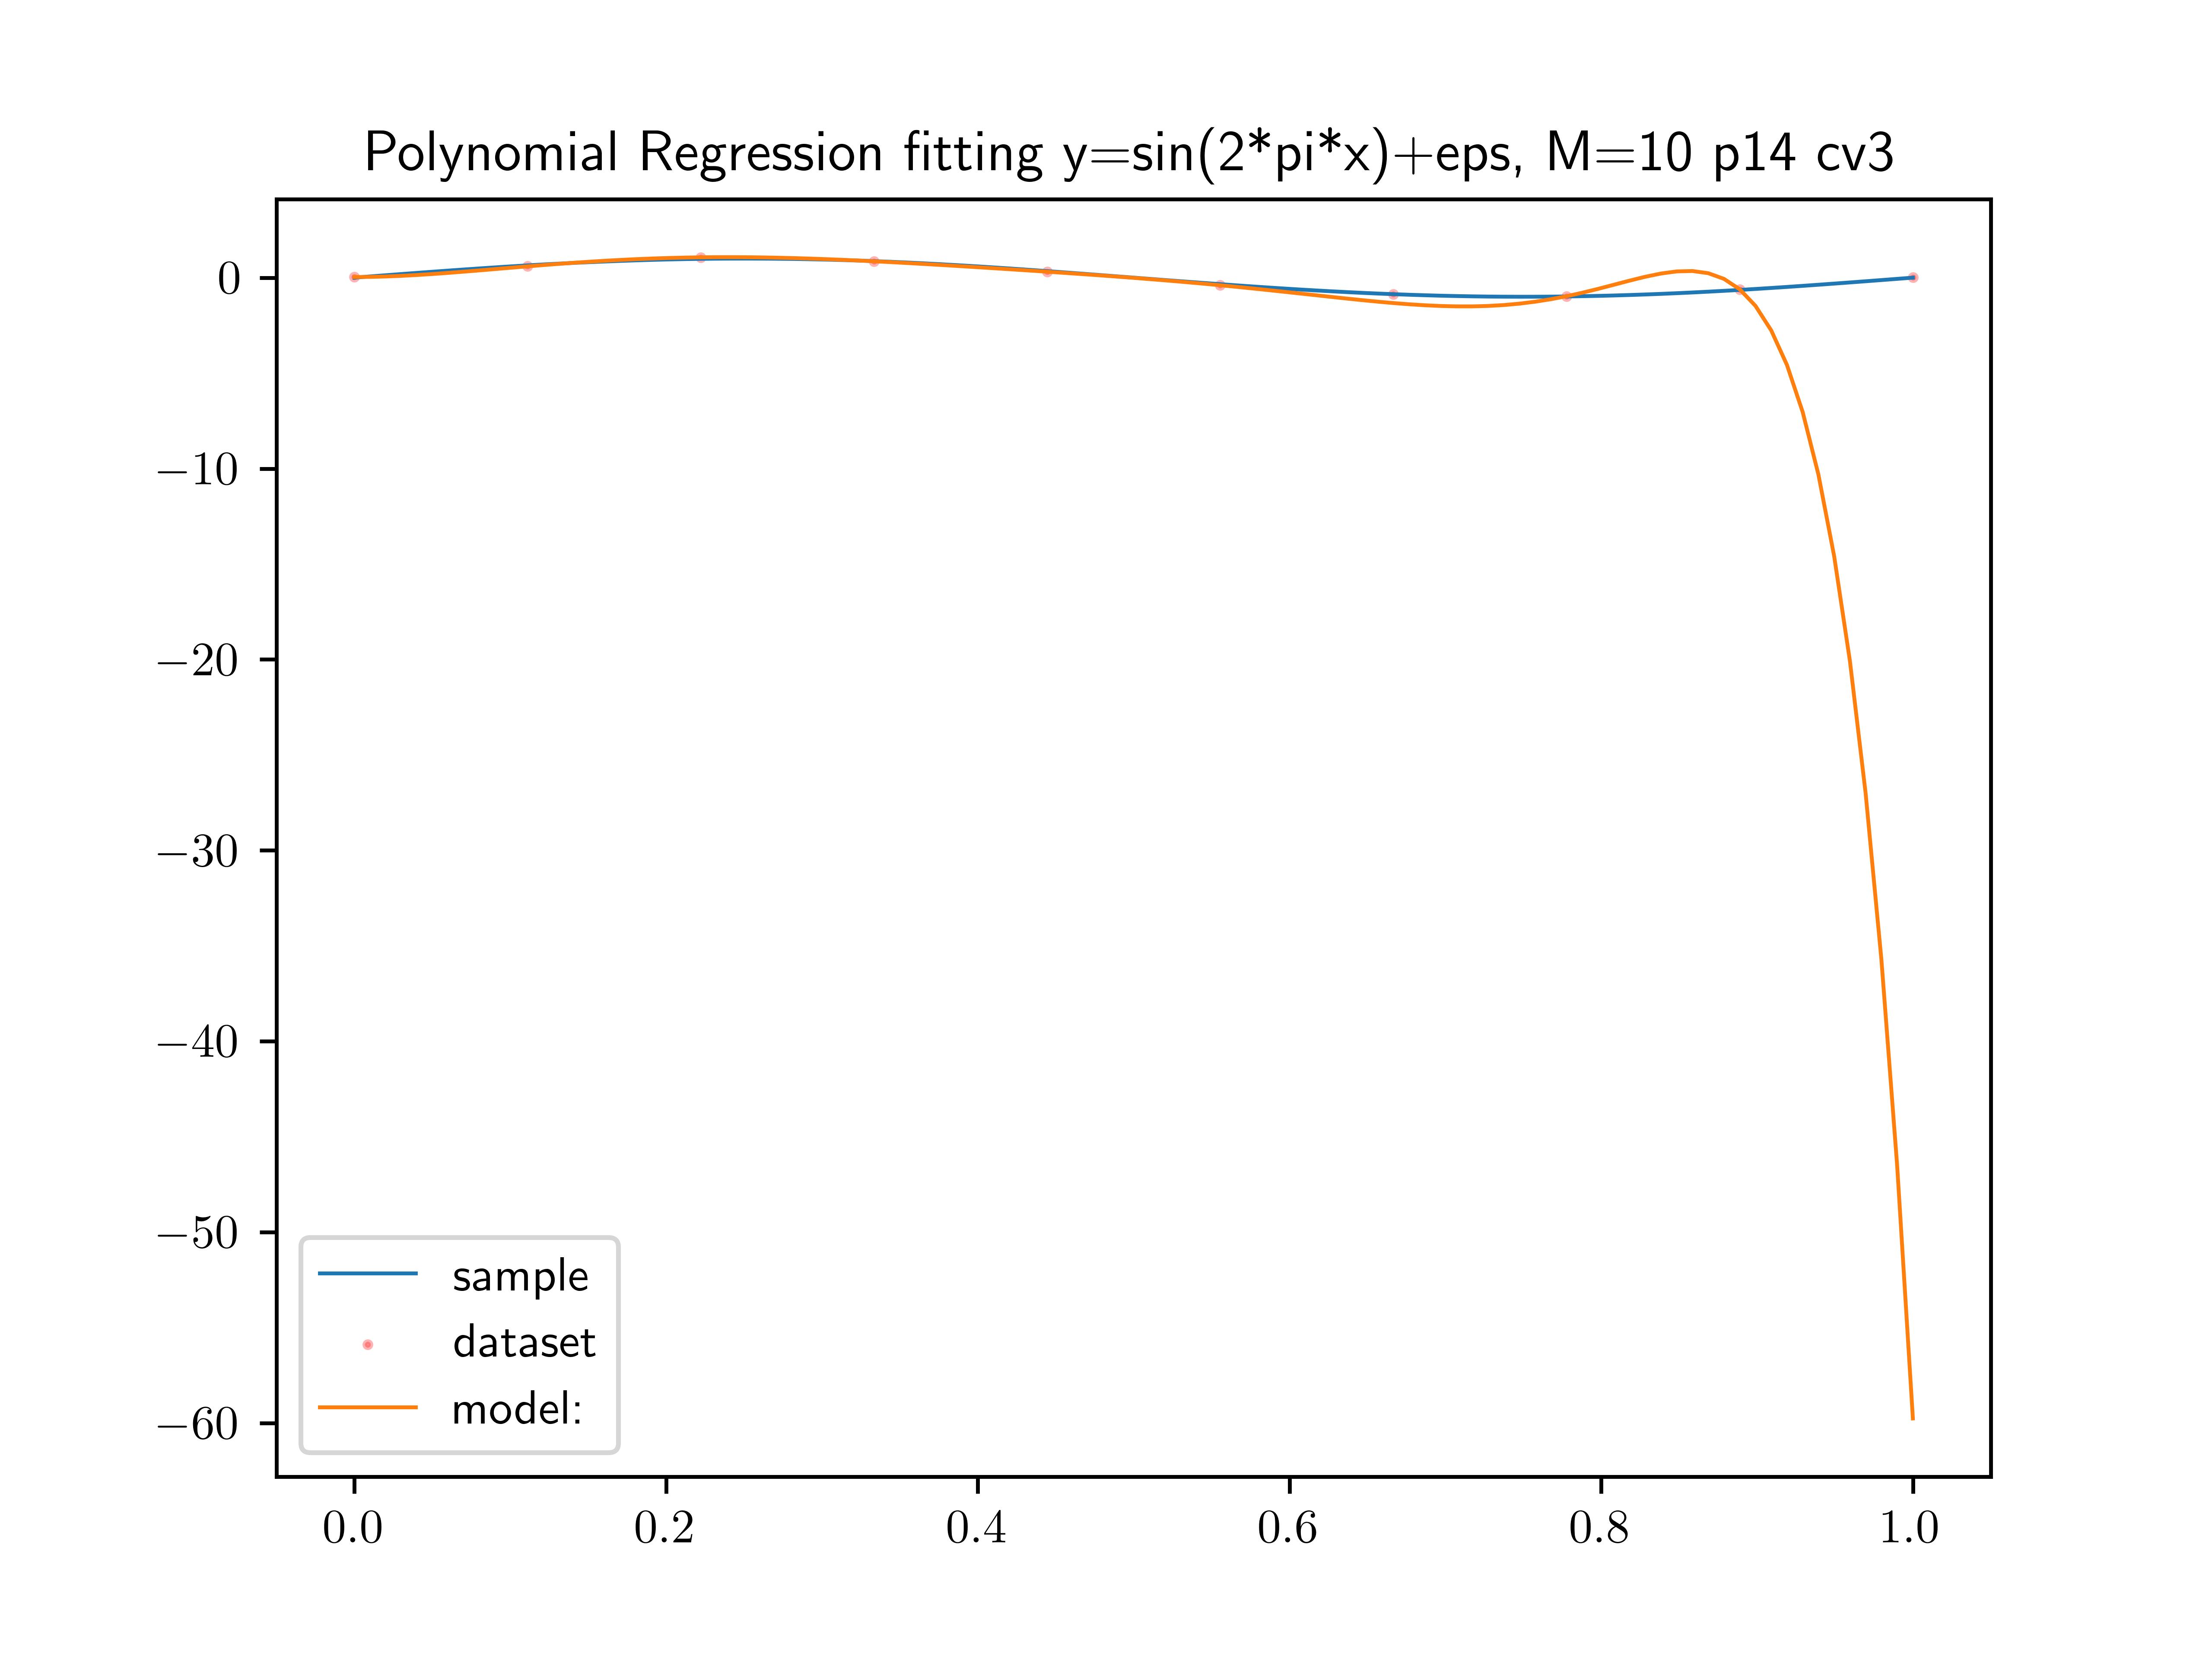 Polynomial Regression fitting y=sin(2*pi*x)+eps, M=10 p14 cv3
0
−10
−20
−30
−40
−50
−60
sample
dataset
model:
0.0 0.2 0.4 0.6 0.8 1.0